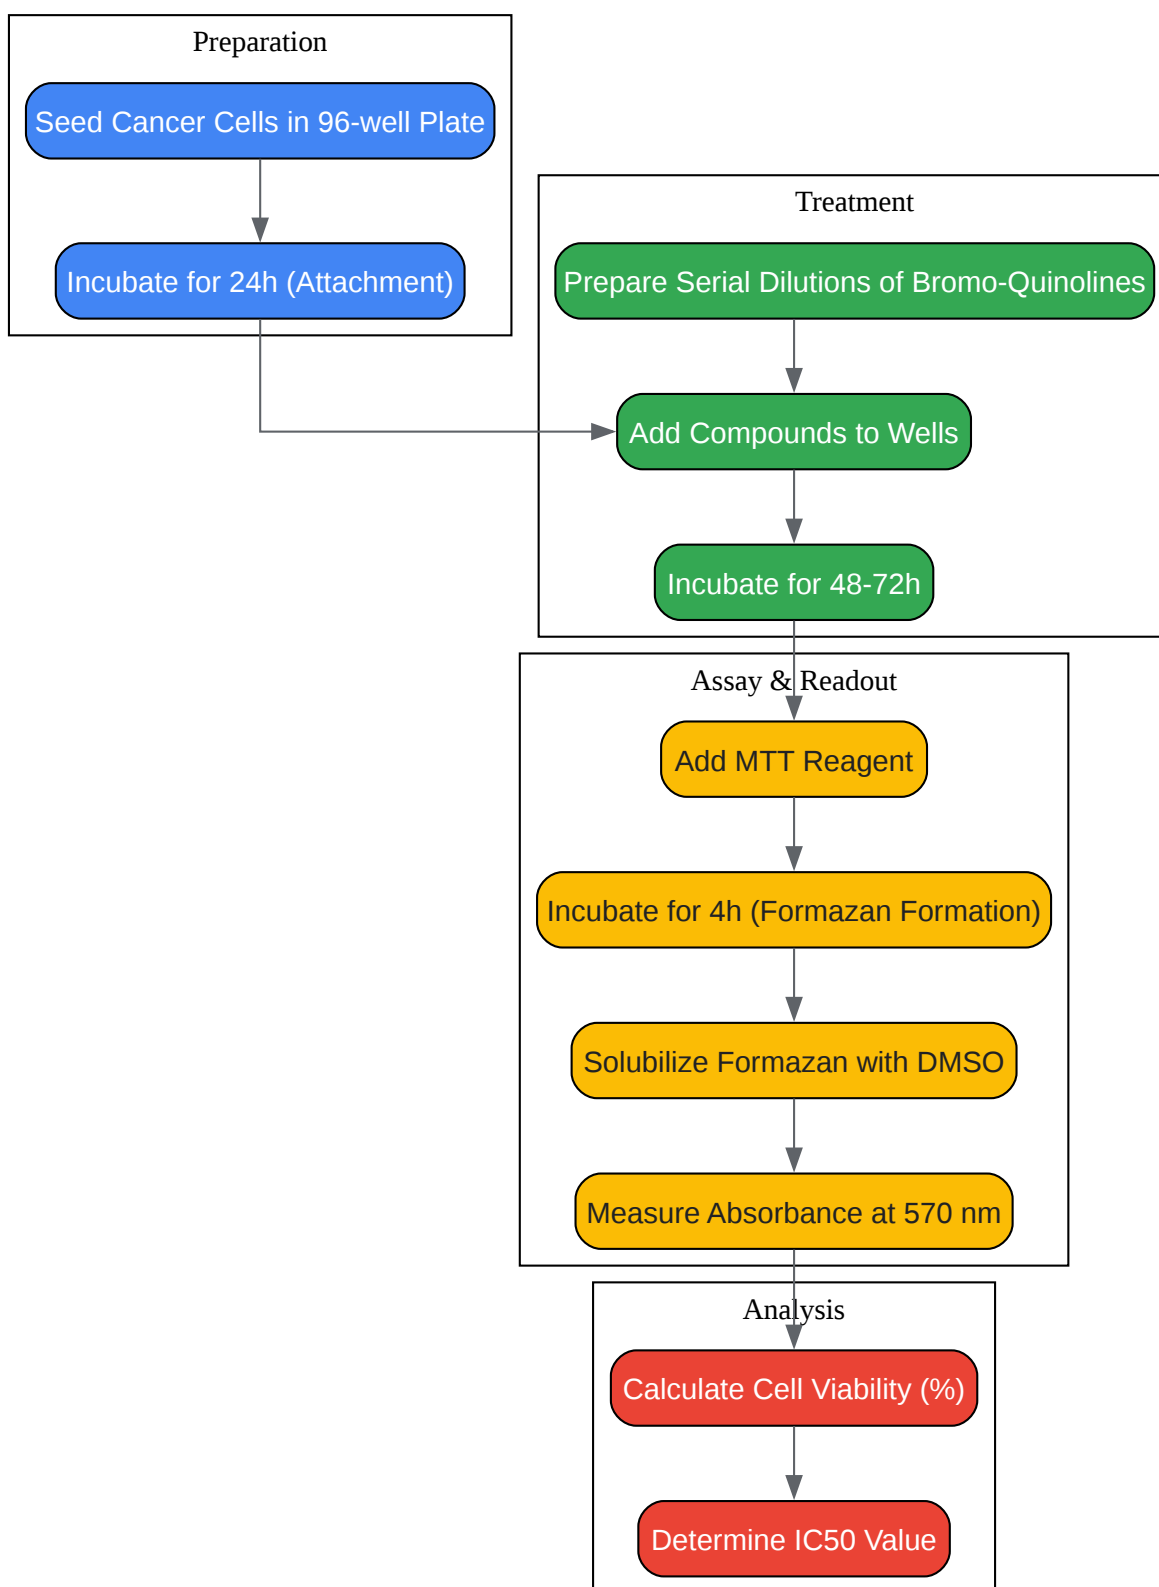 Preparation
Seed Cancer Cells in 96-well Plate
Incubate for 24h (Attachment)
Treatment
Prepare Serial Dilutions of Bromo-Quinolines
Add Compounds to Wells
Incubate for 48-72h
Assay & Readout
Add MTT Reagent
Incubate for 4h (Formazan Formation)
Solubilize Formazan with DMSO
Measure Absorbance at 570 nm
Analysis
Calculate Cell Viability (%)
Determine IC50 Value